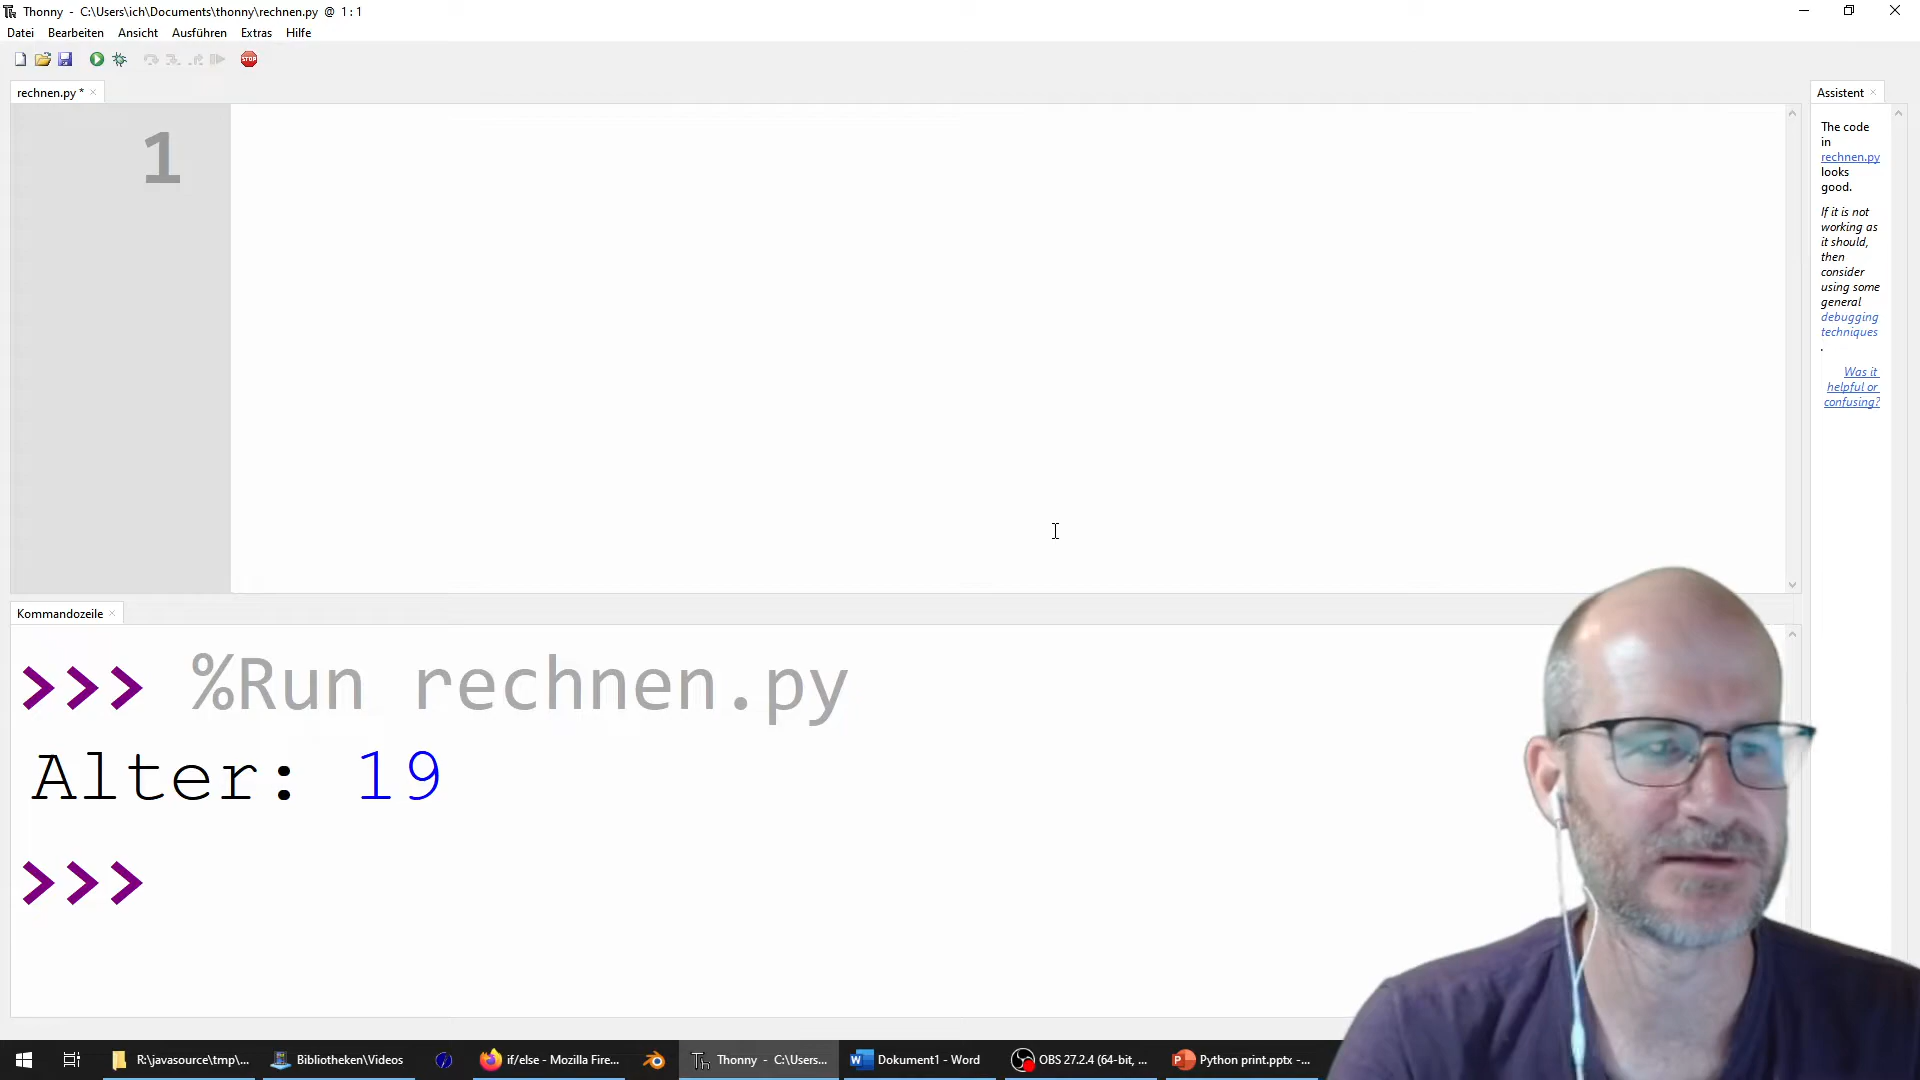 Thonny - C:\Users\ich\Documents\thonny\rechnen.py @ 1:1
Datei Bearbeiten Ansicht Ausführen Extras Hilfe
STOP
rechnen.py *
1
Assistent
The code
in
rechnen.py
looks
good.
If it is not
working as
it should,
then
consider
using some
general
debugging
techniques
.
Was it
helpful or
confusing?
Kommandozeile
>>> %Run rechnen.py
Alter: 19
>>>
R:\javasource\tmp\... Bibliotheken\Videos if/else - Mozilla Fire... Thonny - C:\Users... Dokument1 - Word OBS 27.2.4 (64-bit, ... Python print.pptx -...